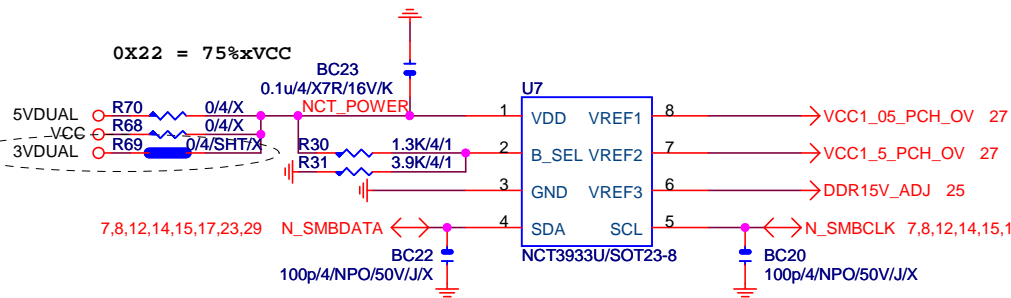 0X22 = 75%xVCC
BC23
0.1u/4/X7R/16V/K
NCT_POWER
U7
5VDUAL R70 0/4/X
VCC R68 0/4/X
3VDUAL R69 0/4/SHT/X
R30 1.3K/4/1
R31 3.9K/4/1
1 VDD VREF1 8 VCC1_05_PCH_OV 27
2 B_SEL VREF2 7 VCC1_5_PCH_OV 27
3 GND VREF3 6 DDR15V_ADJ 25
7,8,12,14,15,17,23,29 N_SMBDATA 4 SDA SCL 5 N_SMBCLK 7,8,12,14,15,1
BC22
100p/4/NPO/50V/J/X
NCT3933U/SOT23-8
BC20
100p/4/NPO/50V/J/X